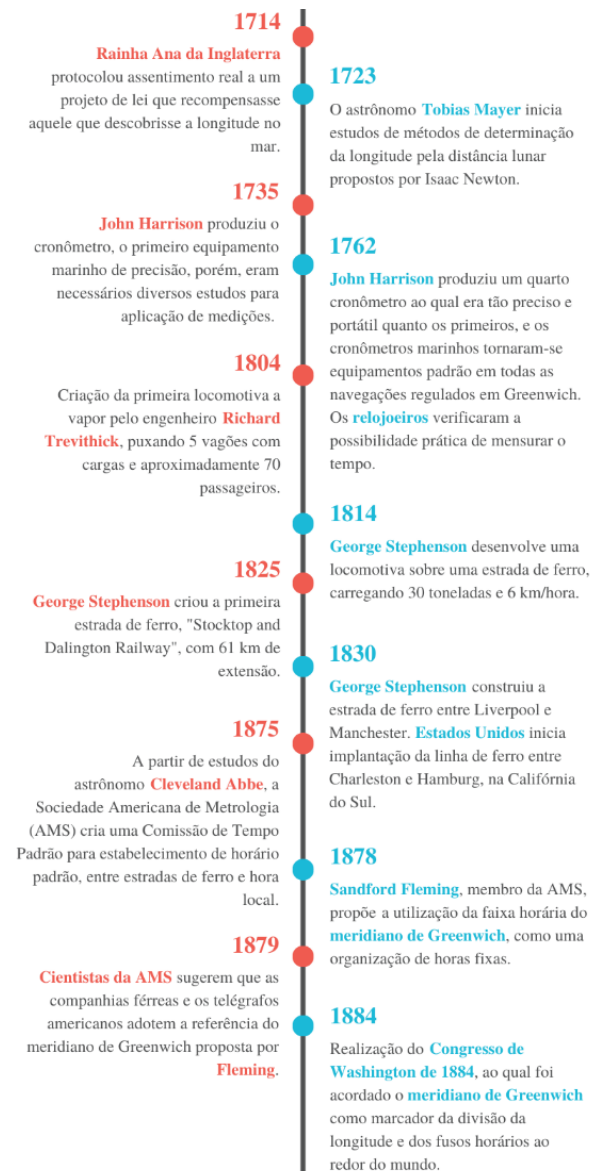 1714
Rainha Ana da Inglaterra
protocolou assentimento real a um
projeto de lei que recompensasse
aquele que descobrisse a longitude no
mar.
1723
O astrônomo Tobias Mayer inicia
estudos de métodos de determinação
da longitude pela distância lunar
propostos por Isaac Newton.
1735
John Harrison produziu o
cronômetro, o primeiro equipamento
marinho de precisão, porém, eram
necessários diversos estudos para
aplicação de medições.
1762
John Harrison produziu um quarto
cronômetro ao qual era tão preciso e
portátil quanto os primeiros, e os
cronômetros marinhos tornaram-se
equipamentos padrão em todas as
navegações regulados em Greenwich.
Os relojoeiros verificaram a
possibilidade prática de mensurar o
tempo.
1804
Criação da primeira locomotiva a
vapor pelo engenheiro Richard
Trevithick, puxando 5 vagões com
cargas e aproximadamente 70
passageiros.
1814
George Stephenson desenvolve uma
locomotiva sobre uma estrada de ferro,
carregando 30 toneladas e 6 km/hora.
1825
George Stephenson criou a primeira
estrada de ferro, "Stocktop and
Dalington Railway", com 61 km de
extensão.
1830
George Stephenson construiu a
estrada de ferro entre Liverpool e
Manchester. Estados Unidos inicia
implantação da linha de ferro entre
Charleston e Hamburg, na Califórnia
do Sul.
1875
A partir de estudos do
astrônomo Cleveland Abbe, a
Sociedade Americana de Metrologia
(AMS) cria uma Comissão de Tempo
Padrão para estabelecimento de horário
padrão, entre estradas de ferro e hora
local.
1878
Sandford Fleming, membro da AMS,
propõe a utilização da faixa horária do
meridiano de Greenwich, como uma
organização de horas fixas.
1879
Cientistas da AMS sugerem que as
companhias férreas e os telégrafos
americanos adotem a referência do
meridiano de Greenwich proposta por
Fleming.
1884
Realização do Congresso de
Washington de 1884, ao qual foi
acordado o meridiano de Greenwich
como marcador da divisão da
longitude e dos fusos horários ao
redor do mundo.